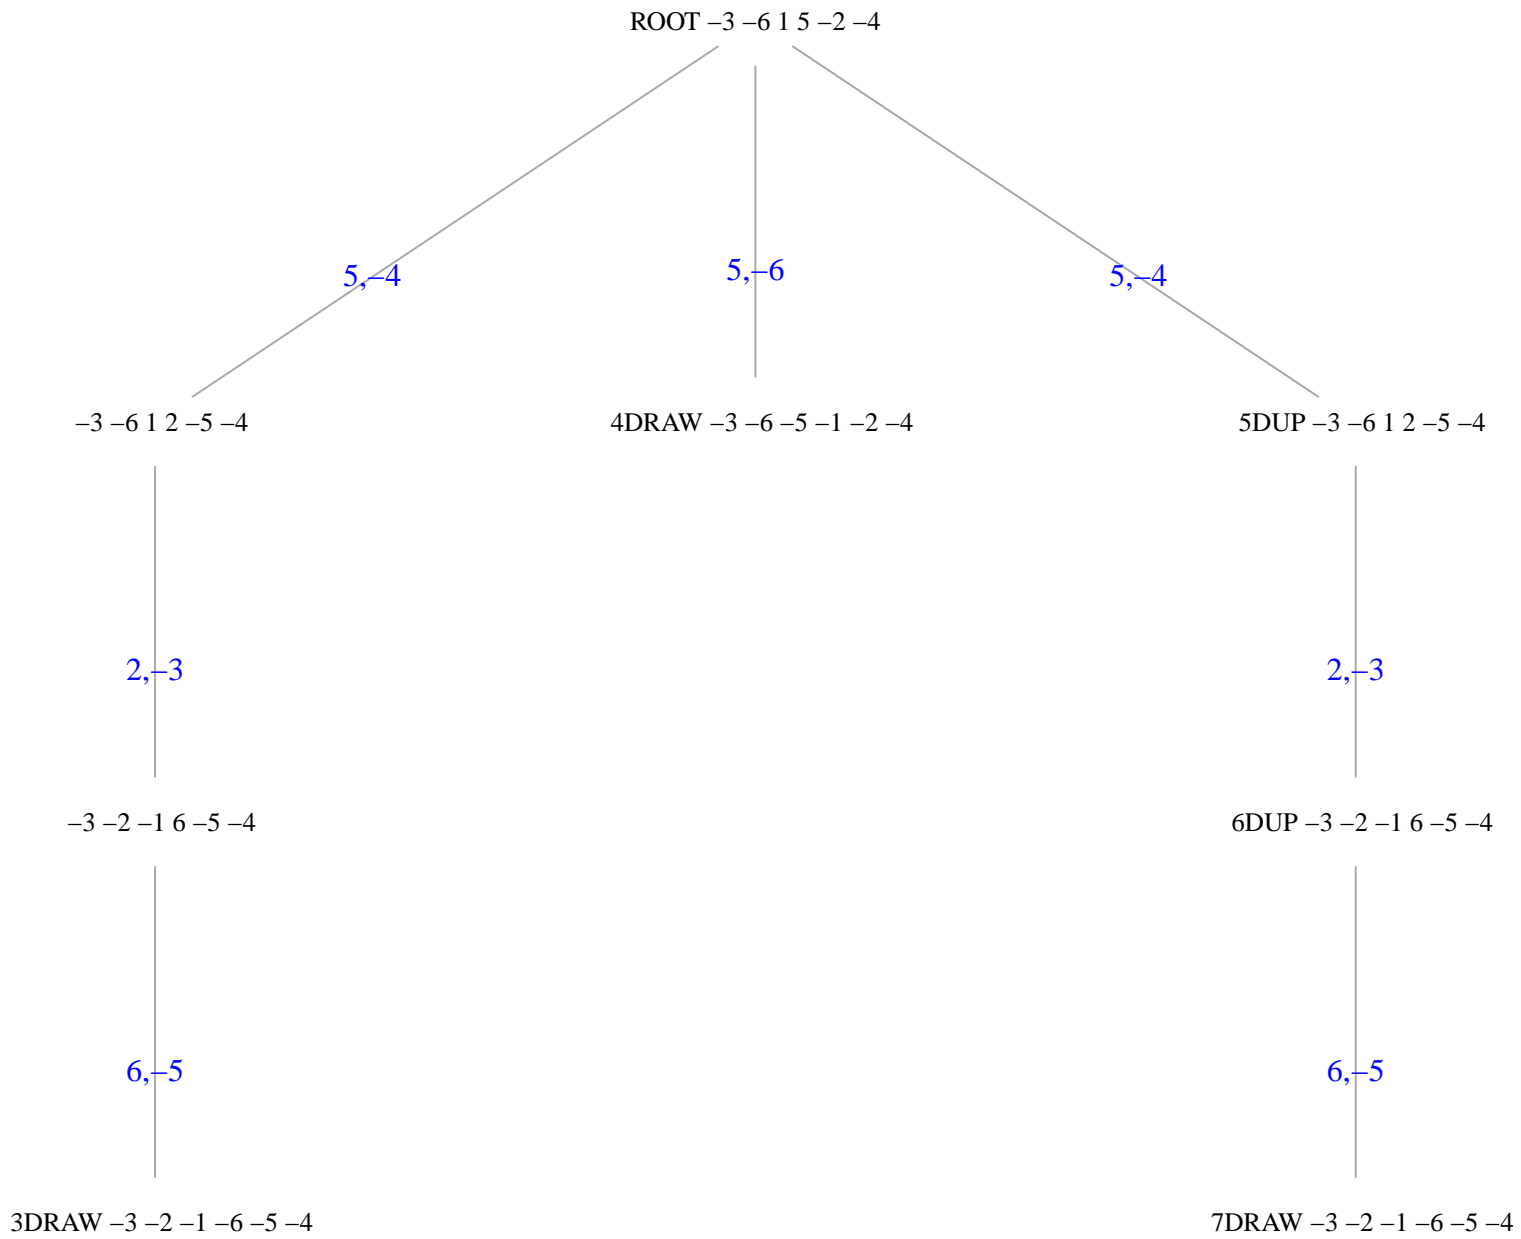 ROOT –3 –6 1 5 –2 –4
5,–4
5,–6
5,–4
–3 –6 1 2 –5 –4
4DRAW –3 –6 –5 –1 –2 –4
5DUP –3 –6 1 2 –5 –4
2,–3
2,–3
–3 –2 –1 6 –5 –4
6DUP –3 –2 –1 6 –5 –4
6,–5
6,–5
3DRAW –3 –2 –1 –6 –5 –4
7DRAW –3 –2 –1 –6 –5 –4